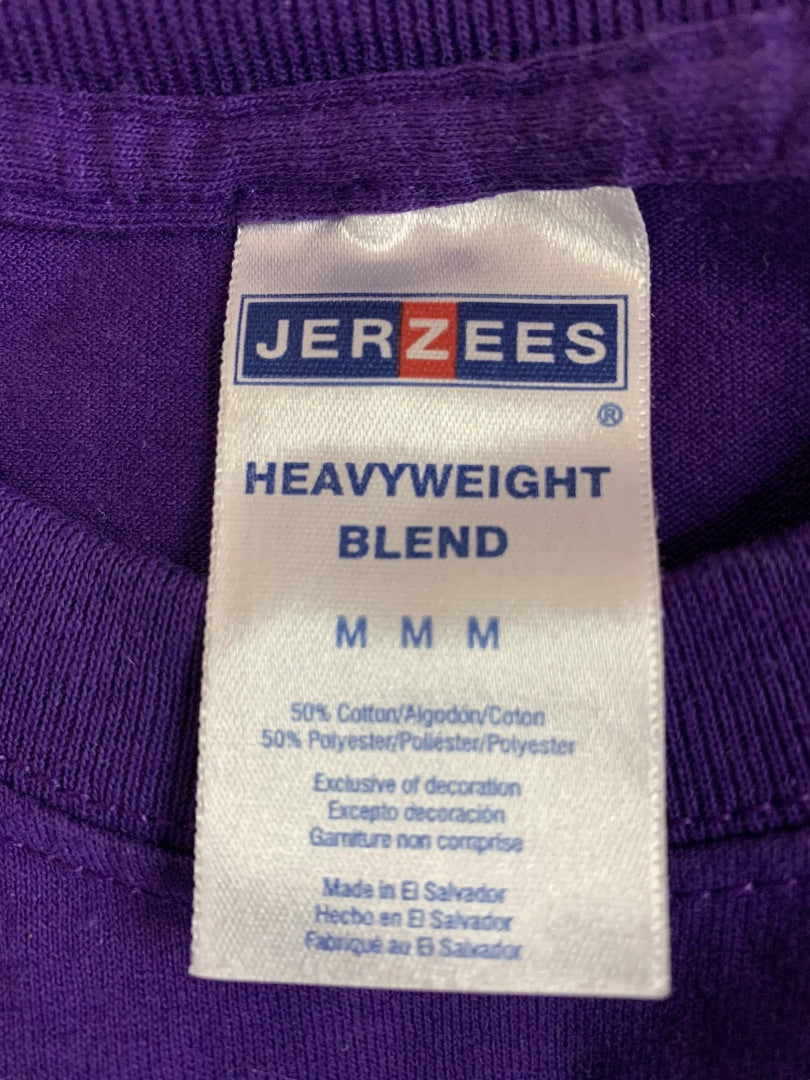 JERZEES
®
HEAVYWEIGHT
BLEND
M M M
50% Cotton/Algodón/Coton
50% Polyester/Poliéster/Polyester
Exclusive of decoration
Excepto decoración
Garniture non comprise
Made in El Salvador
Hecho en El Salvador
Fabriqué au El Salvador